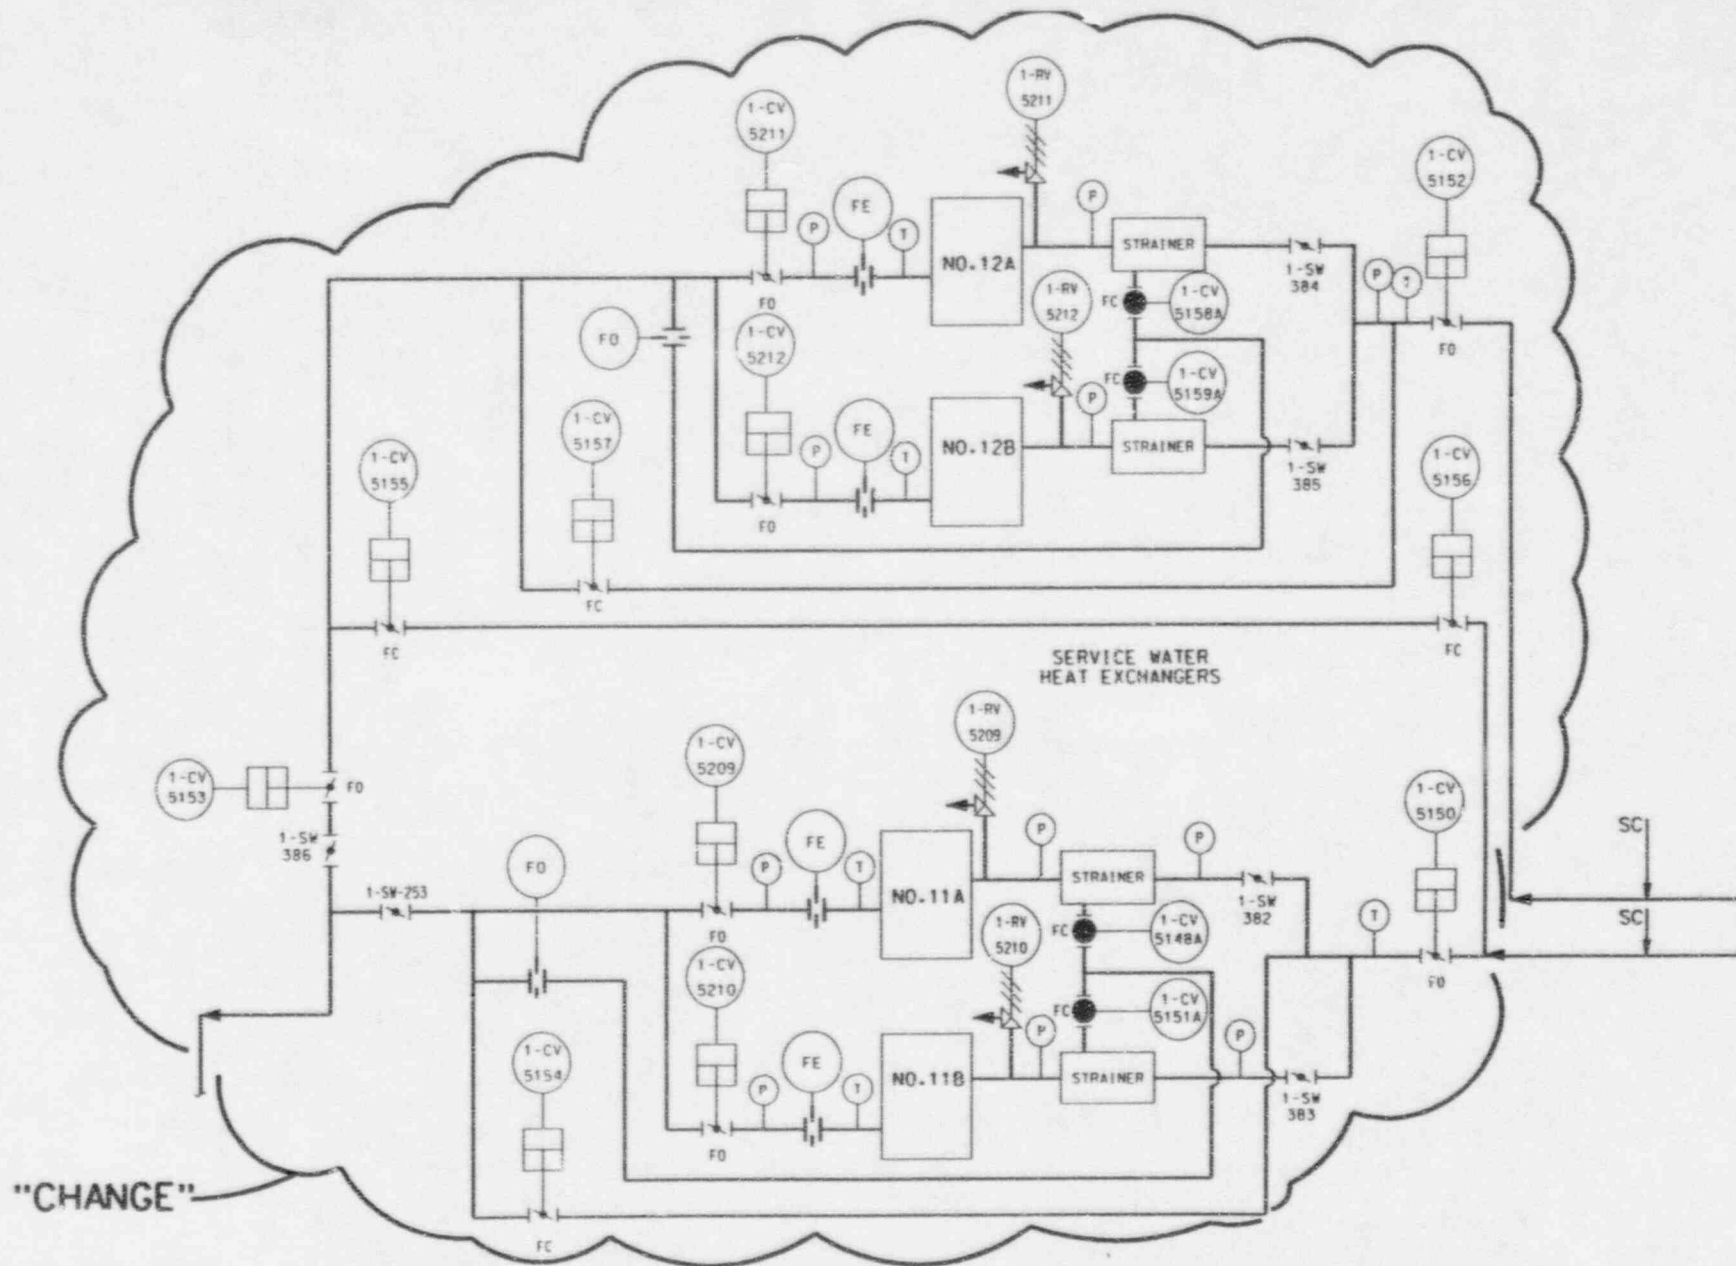 1-RV
5211
1-CV
5211
1-CV
5152
P
FE
T
P
NO.12A
STRAINER
1-SW
384
P
T
FO
1-RV
5212
FC
1-CV
5158A
FO
FO
1-CV
5212
FC
1-CV
5159A
1-CV
5157
P
FE
T
P
NO.12B
STRAINER
1-SW
385
1-CV
5155
1-CV
5156
FO
FC
FC
FC
SERVICE WATER
HEAT EXCHANGERS
1-RV
5209
1-CV
5209
1-CV
5153
FO
1-CV
5150
1-SW
386
FO
P
FE
T
P
P
SC
NO.11A
STRAINER
1-SW-253
1-SW
382
T
SC
FO
1-RV
5210
FC
1-CV
5148A
FO
1-CV
5210
FC
1-CV
5151A
1-CV
5154
P
FE
T
P
P
NO.11B
STRAINER
1-SW
383
FO
"CHANGE"
FC